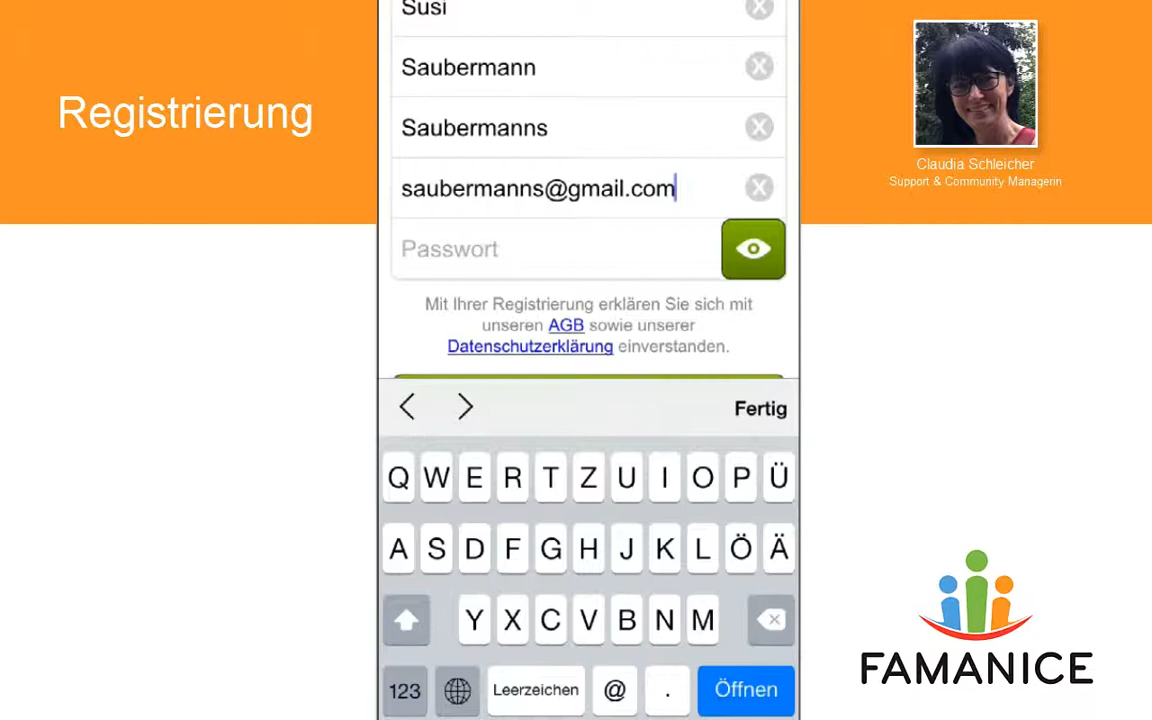 Registrierung
Susi
Saubermann
Saubermanns
saubermanns@gmail.com
Passwort
Mit Ihrer Registrierung erklären Sie sich mit
unseren AGB sowie unserer
Datenschutzerklärung einverstanden.
Fertig
Q W E R T Z U I O P Ü
A S D F G H J K L Ö Ä
Y X C V B N M
123 Leerzeichen @ . Öffnen
Claudia Schleicher
Support & Community Managerin
FAMANICE